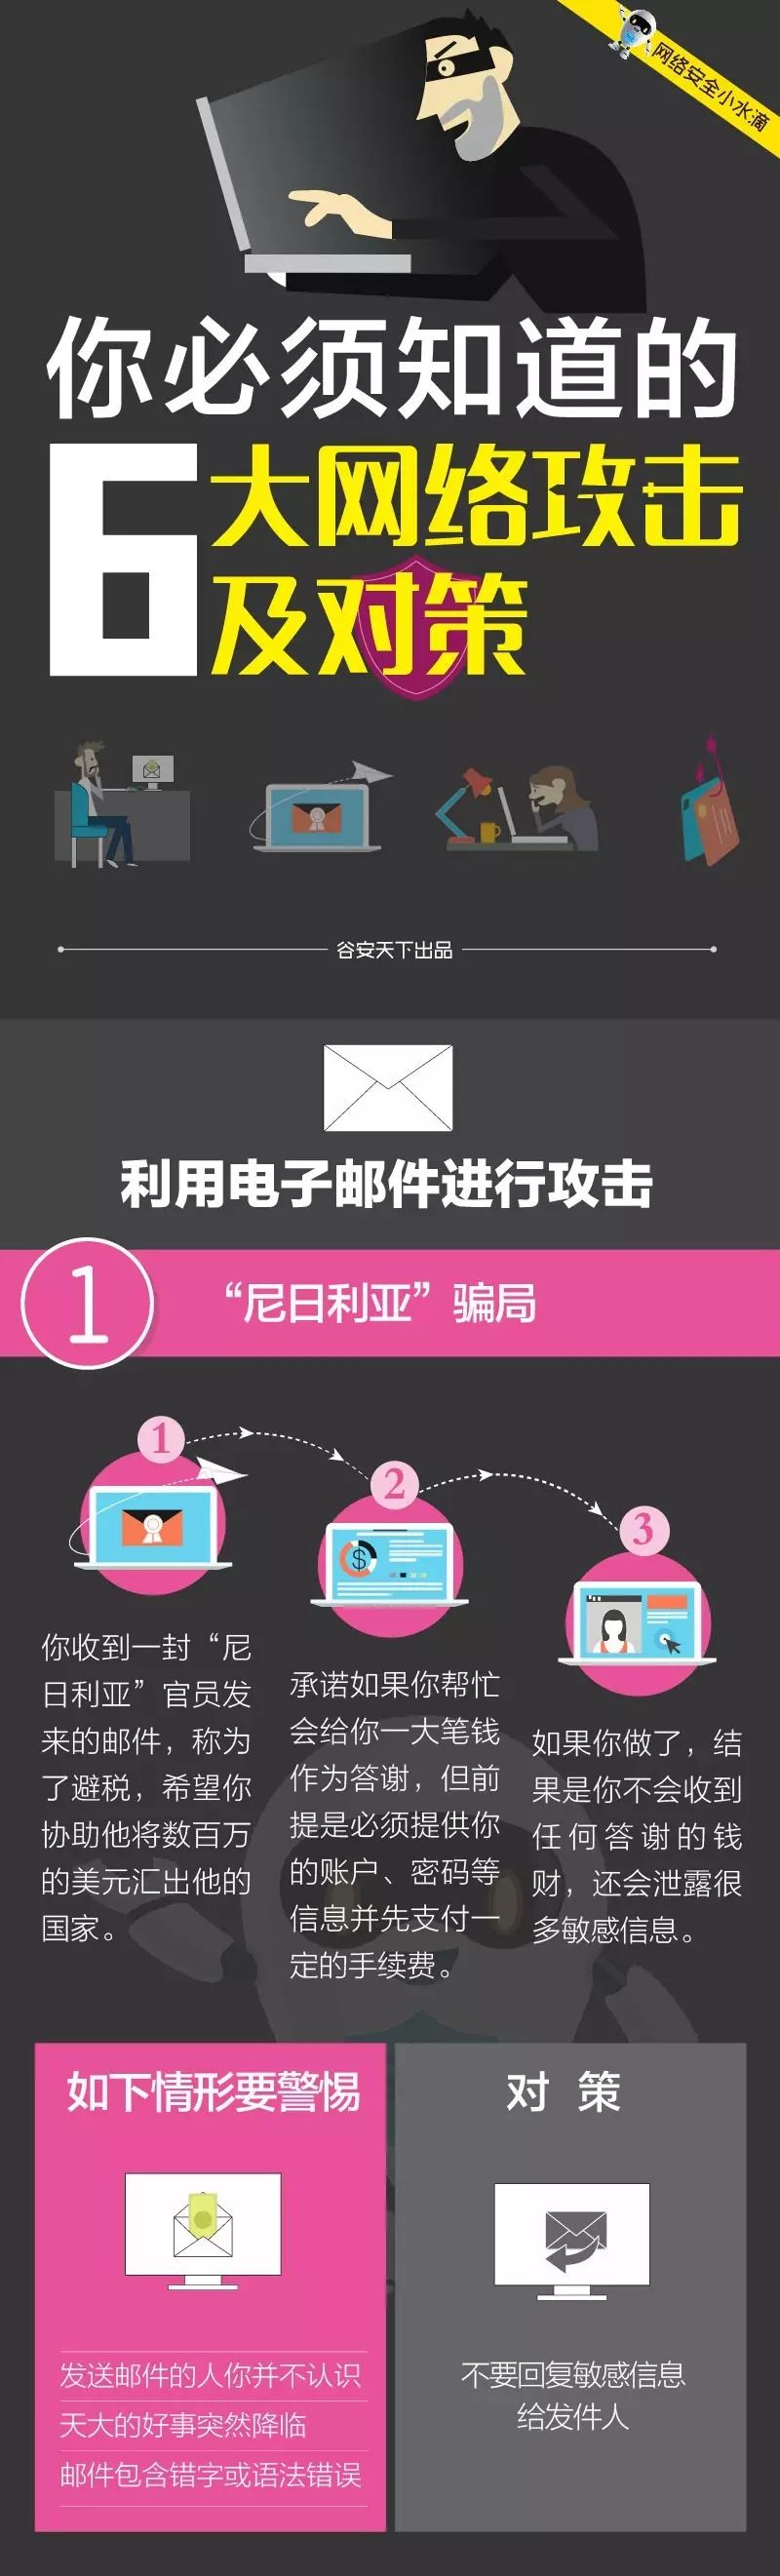 网络安全小水滴
你必须知道的
6大网络攻击
及对策
谷安天下出品
利用电子邮件进行攻击
1
“尼日利亚”骗局
1
2
3
你收到一封“尼
日利亚”官员发
来的邮件，称为
了避税，希望你
协助他将数百万
的美元汇出他的
国家。
$
承诺如果你帮忙
会给你一大笔钱
作为答谢，但前
提是必须提供你
的账户、密码等
信息并先支付一
定的手续费。
如果你做了，结
果是你不会收到
任何答谢的钱
财，还会泄露很
多敏感信息。
如下情形要警惕
发送邮件的人你并不认识
天大的好事突然降临
邮件包含错字或语法错误
对 策
不要回复敏感信息
给发件人